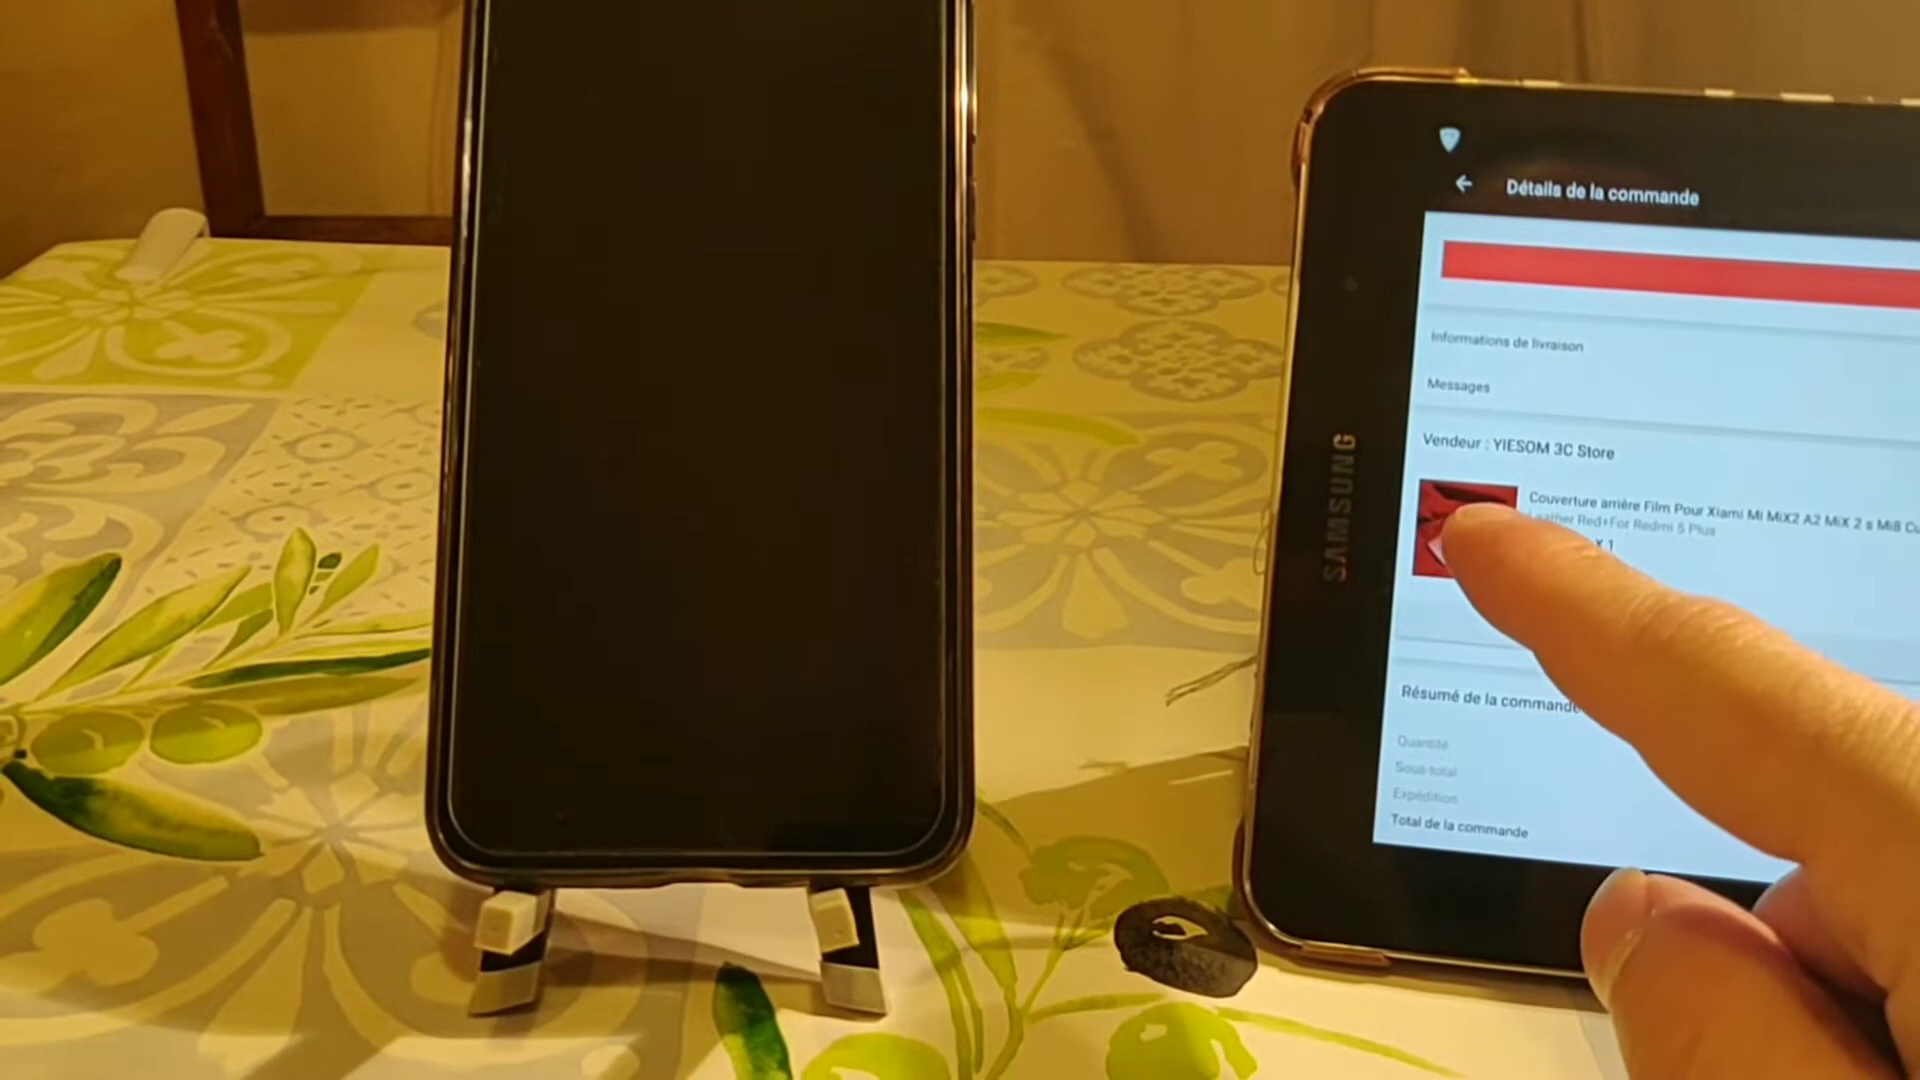 Détails de la commande
Informations de livraison
Messages
Vendeur : YIESOM 3C Store
Couverture arrière Film Pour Xiami Mi MiX2 A2 MiX 2 s Mi8
Red+For Redmi 5 Plus
X 1
Résumé de la commande
Quantité
Sous-total
Expédition
Total de la commande
SAMSUNG